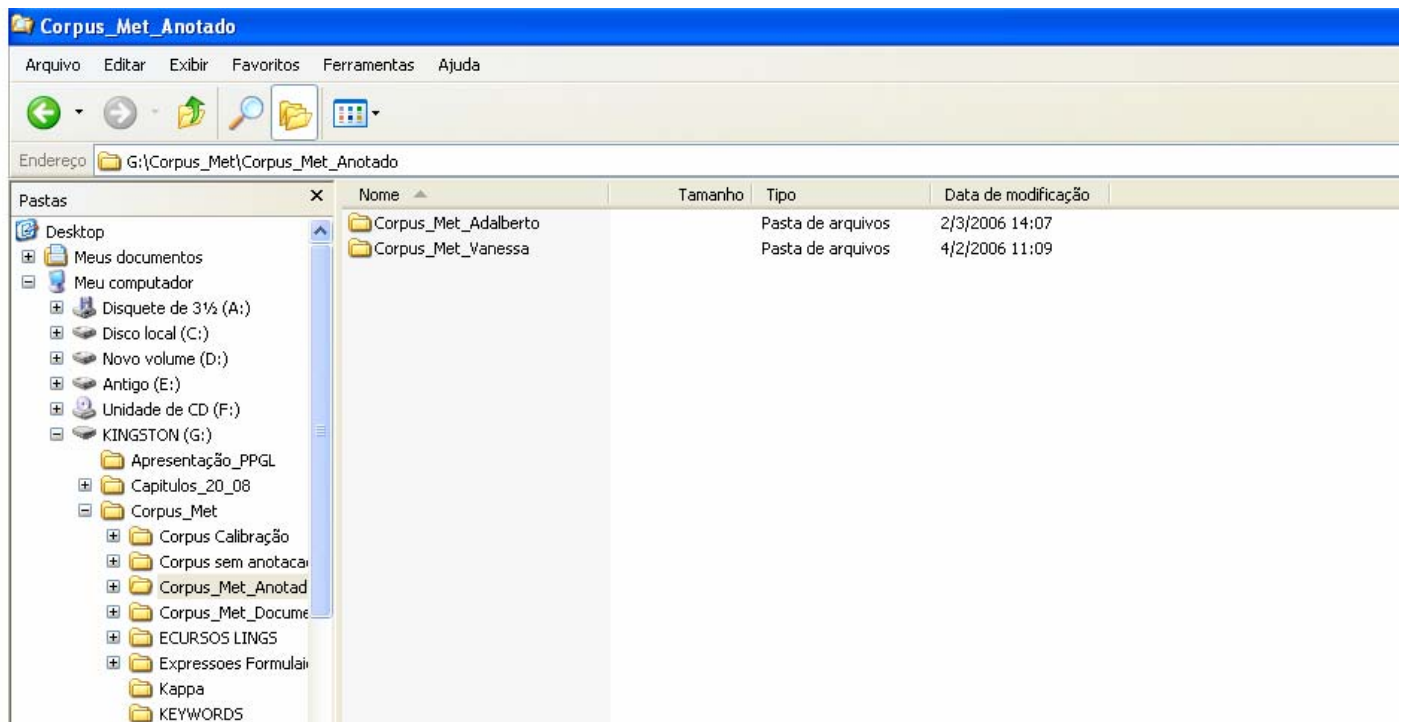 Corpus_Met_Anotado
Arquivo Editar Exibir Favoritos Ferramentas Ajuda
Endereço G:\Corpus_Met\Corpus_Met_Anotado
Pastas x
Nome Tamanho Tipo Data de modificação
Desktop
Meus documentos
Meu computador
Disquete de 3½ (A:)
Disco local (C:)
Novo volume (D:)
Antigo (E:)
Unidade de CD (F:)
KINGSTON (G:)
Apresentação_PPGL
Capitulos_20_08
Corpus_Met
Corpus Calibração
Corpus sem anotaca
Corpus_Met_Anotad
Corpus_Met_Docume
ECURSOS LINGS
Expressoes Formulai
Kappa
KEYWORDS
Corpus_Met_Adalberto Pasta de arquivos 2/3/2006 14:07
Corpus_Met_Vanessa Pasta de arquivos 4/2/2006 11:09